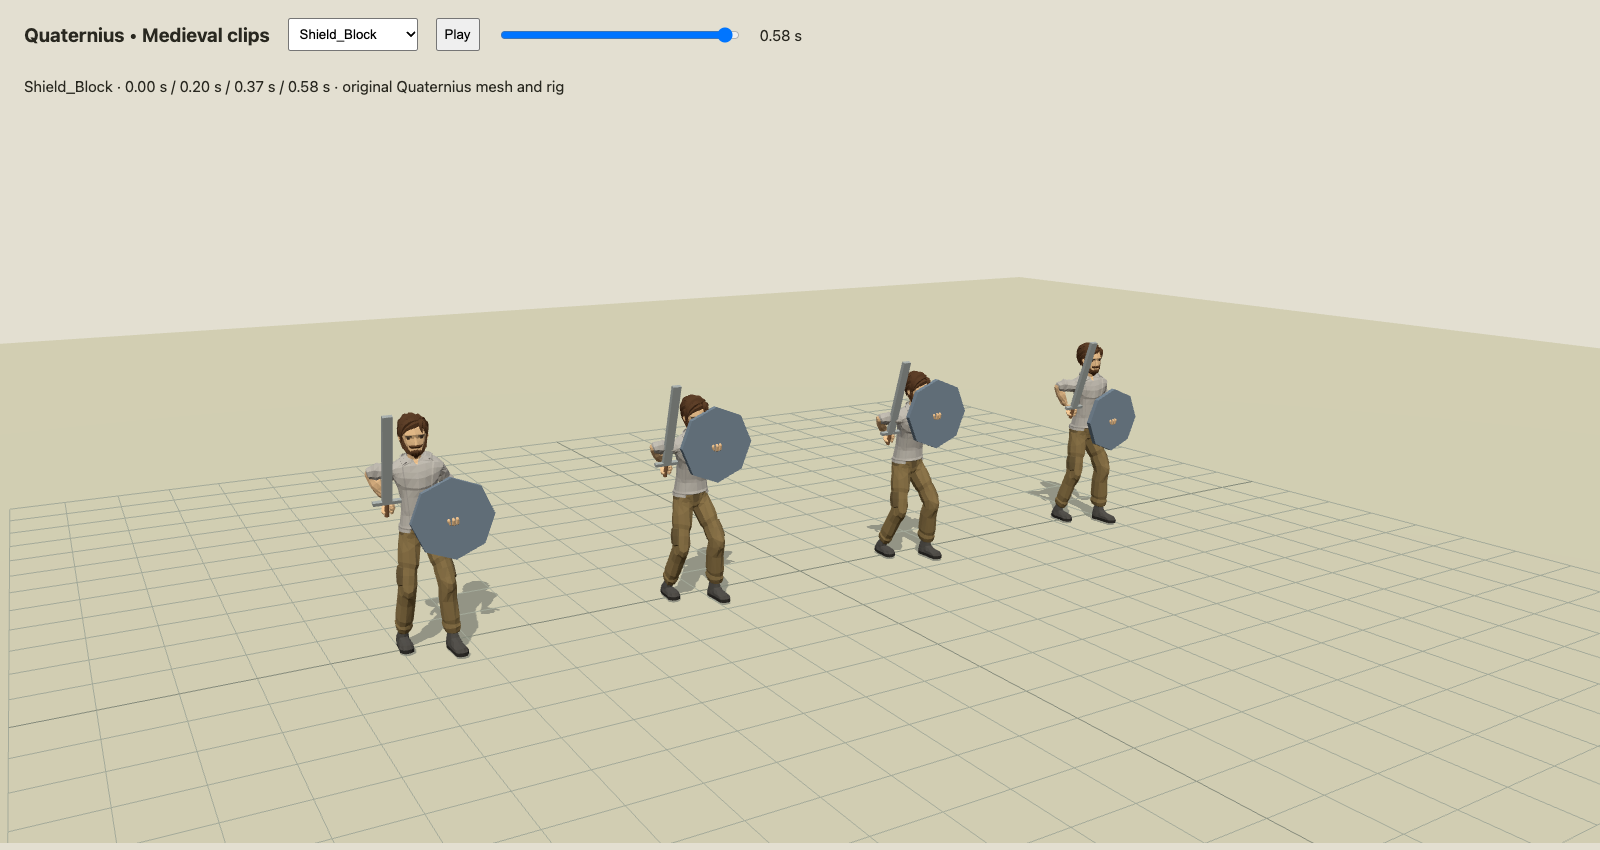 Quaternius • Medieval clips Shield_Block Play 0.58 s
Shield_Block · 0.00 s / 0.20 s / 0.37 s / 0.58 s · original Quaternius mesh and rig